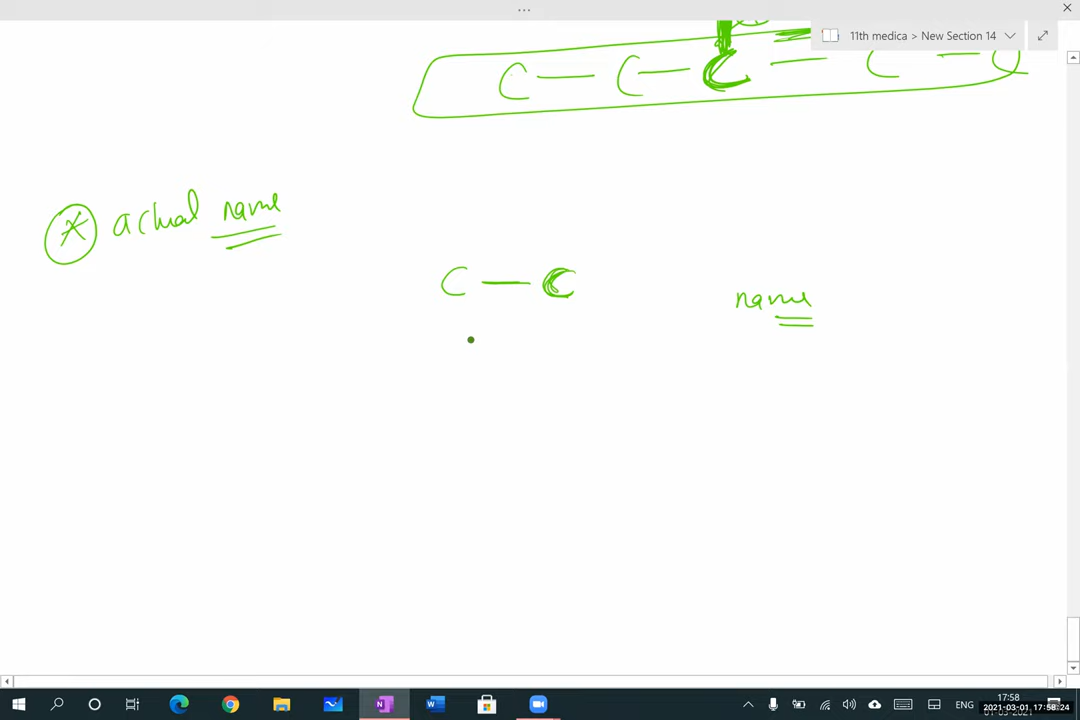 11th medica > New Section 14
C — C — C — C — C
* actual name
C — C
name
ENG
17:58
2021-03-01 17:58:24